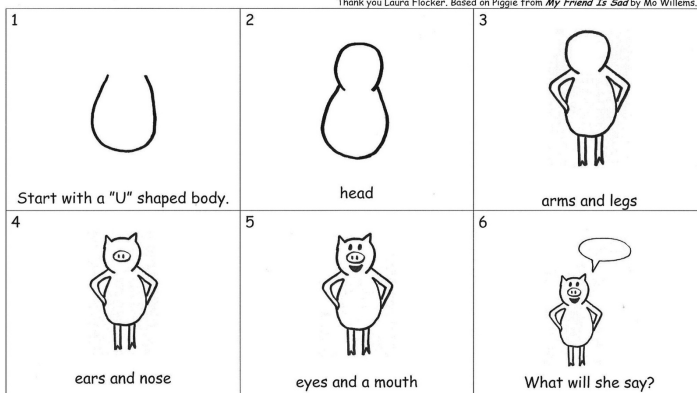 Thank you Laura Flocker. Based on Piggie from My Friend Is Sad by Mo Willems.
1
2
3
Start with a "U" shaped body.
head
arms and legs
4
5
6
ears and nose
eyes and a mouth
What will she say?